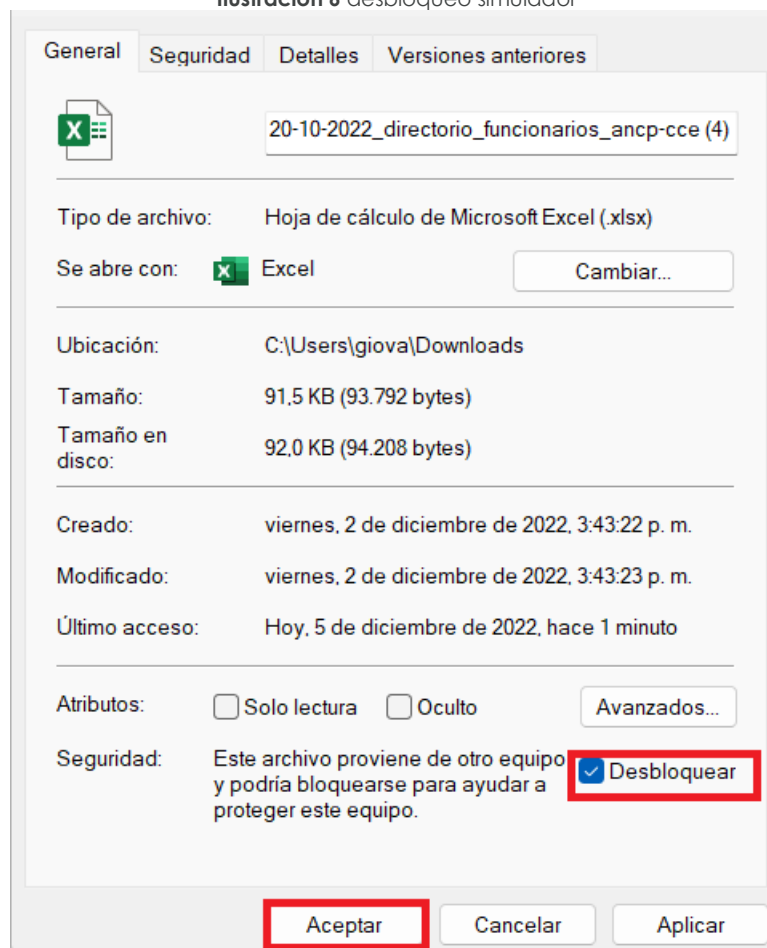 Ilustración 8 desbloqueo simulador
General Seguridad Detalles Versiones anteriores
20-10-2022_directorio_funcionarios_ancp-cce (4)
Tipo de archivo: Hoja de cálculo de Microsoft Excel (.xlsx)
Se abre con: Excel Cambiar...
Ubicación: C:\Users\giova\Downloads
Tamaño: 91,5 KB (93.792 bytes)
Tamaño en
disco: 92,0 KB (94.208 bytes)
Creado: viernes, 2 de diciembre de 2022, 3:43:22 p. m.
Modificado: viernes, 2 de diciembre de 2022, 3:43:23 p. m.
Último acceso: Hoy, 5 de diciembre de 2022, hace 1 minuto
Atributos: Solo lectura Oculto Avanzados...
Seguridad: Este archivo proviene de otro equipo
y podría bloquearse para ayudar a
proteger este equipo.
Desbloquear
Aceptar Cancelar Aplicar